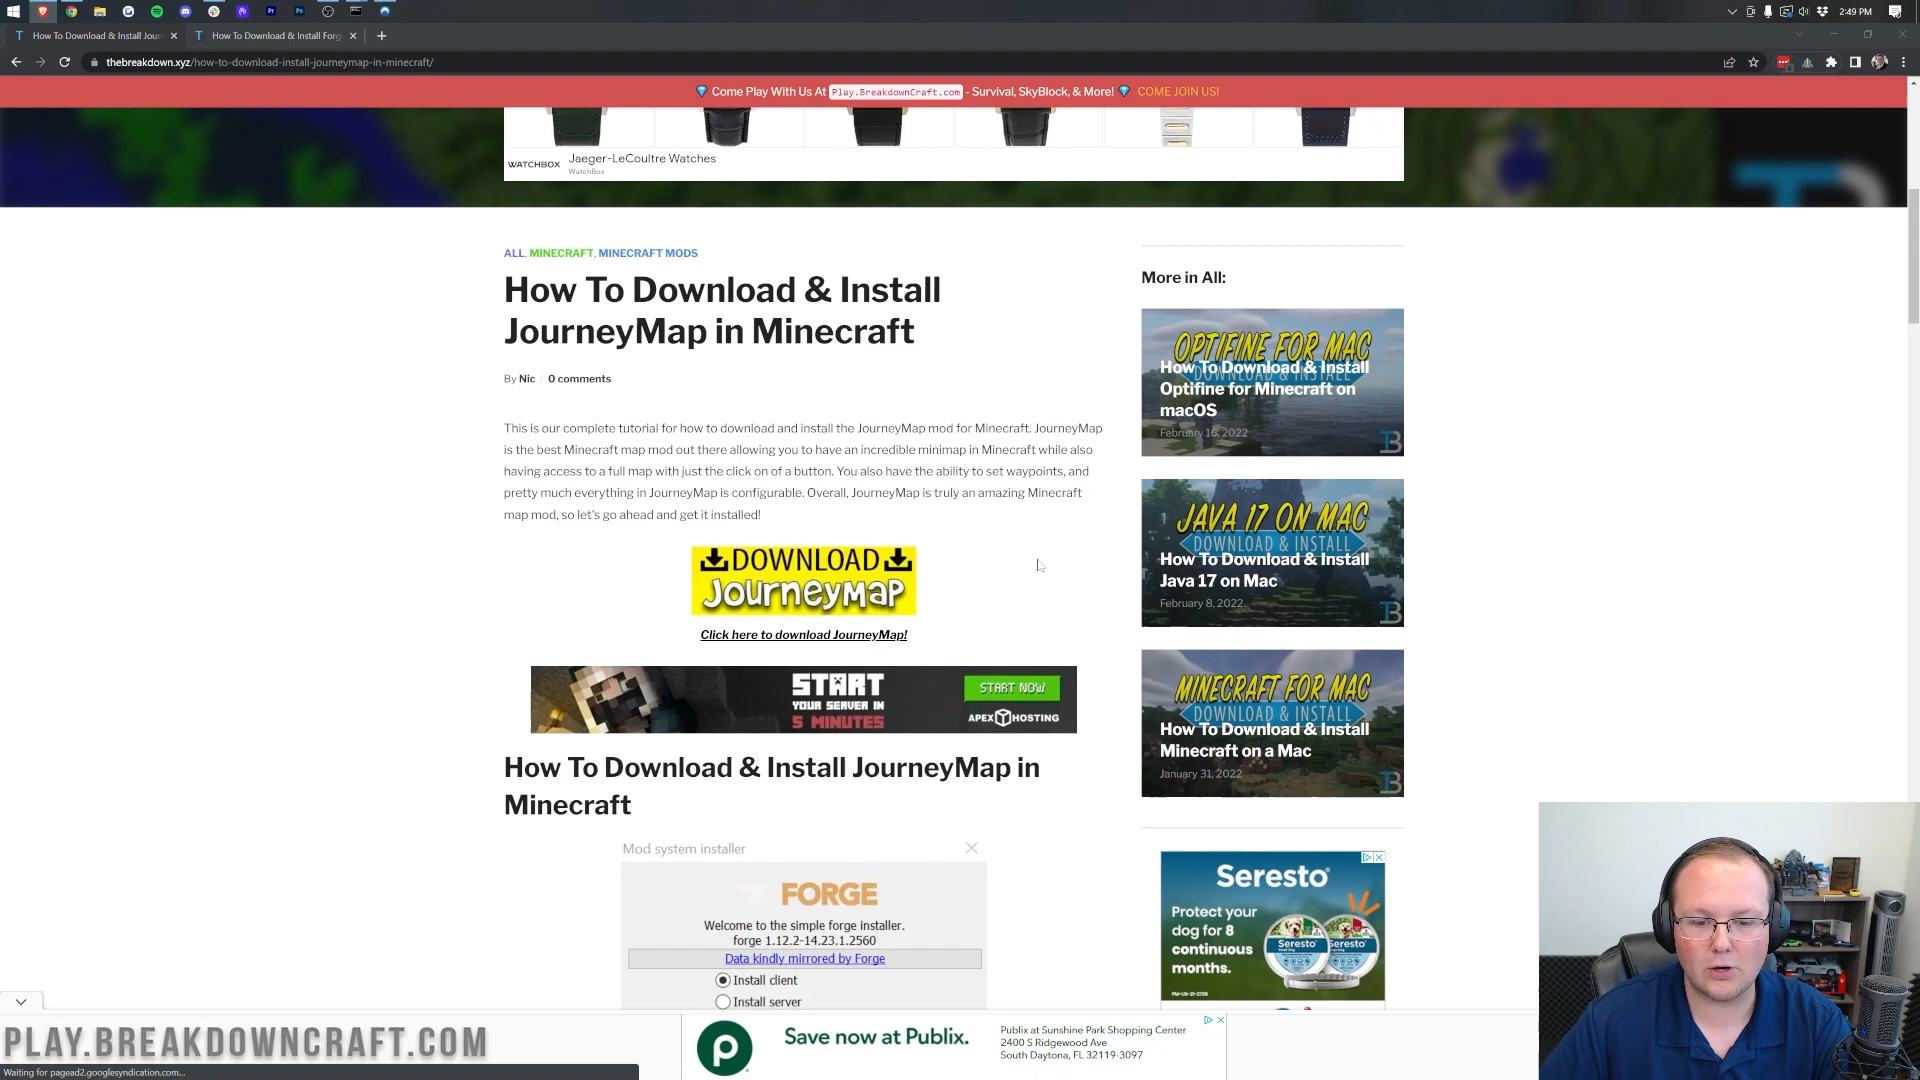 2:49 PM
How To Download & Install Jour
How To Download & Install Forg
thebreakdown.xyz/how-to-download-install-journeymap-in-minecraft/
Come Play With Us At Play.BreakdownCraft.com - Survival, SkyBlock, & More! COME JOIN US!
WATCHBOX
Jaeger-LeCoultre Watches
WatchBox
ALL, MINECRAFT, MINECRAFT MODS
How To Download & Install
JourneyMap in Minecraft
By Nic / 0 comments
This is our complete tutorial for how to download and install the JourneyMap mod for Minecraft. JourneyMap
is the best Minecraft map mod out there allowing you to have an incredible minimap in Minecraft while also
having access to a full map with just the click on of a button. You also have the ability to set waypoints, and
pretty much everything in JourneyMap is configurable. Overall, JourneyMap is truly an amazing Minecraft
map mod, so let's go ahead and get it installed!
DOWNLOAD
JourneyMap
Click here to download JourneyMap!
START
YOUR SERVER IN
5 MINUTES
START NOW
APEX HOSTING
How To Download & Install JourneyMap in
Minecraft
Mod system installer
FORGE
Welcome to the simple forge installer.
forge 1.12.2-14.23.1.2560
Data kindly mirrored by Forge
Install client
Install server
More in All:
OPTIFINE FOR MAC
DOWNLOAD & INSTALL
How To Download & Install
Optifine for Minecraft on
macOS
February 16, 2022
TB
JAVA 17 ON MAC
DOWNLOAD & INSTALL
How To Download & Install
Java 17 on Mac
February 8, 2022
TB
MINECRAFT FOR MAC
DOWNLOAD & INSTALL
How To Download & Install
Minecraft on a Mac
January 31, 2022
TB
Seresto
Protect your
dog for 8
continuous
months.
Seresto
Seresto
PLAY.BREAKDOWNCRAFT.COM
Waiting for pagead2.googlesyndication.com...
Save now at Publix.
Publix at Sunshine Park Shopping Center
2400 S Ridgewood Ave
South Daytona, FL 32119-3097